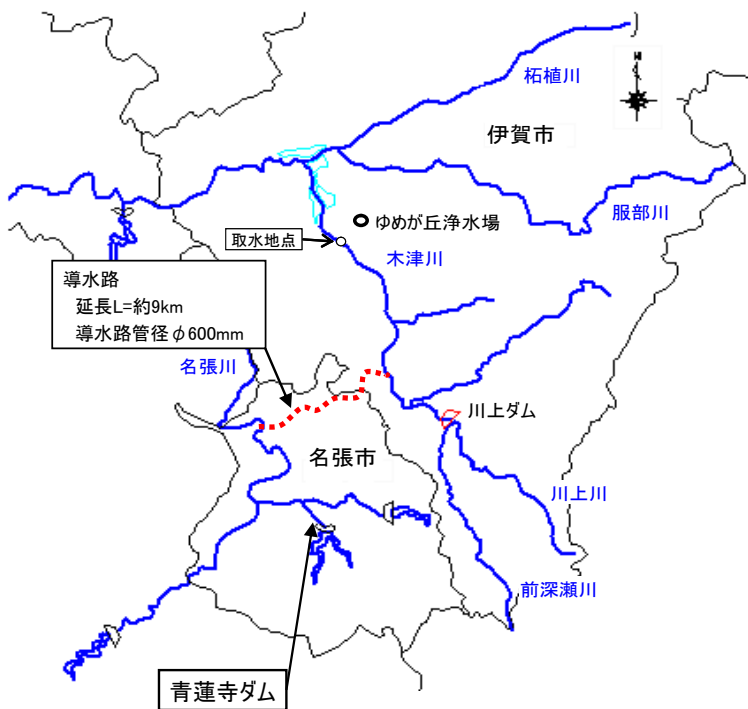 N
柘植川
伊賀市
服部川
ゆめが丘浄水場
取水地点
木津川
導水路
延長L=約9km
導水路管径φ600mm
名張川
川上ダム
名張市
川上川
前深瀬川
青蓮寺ダム